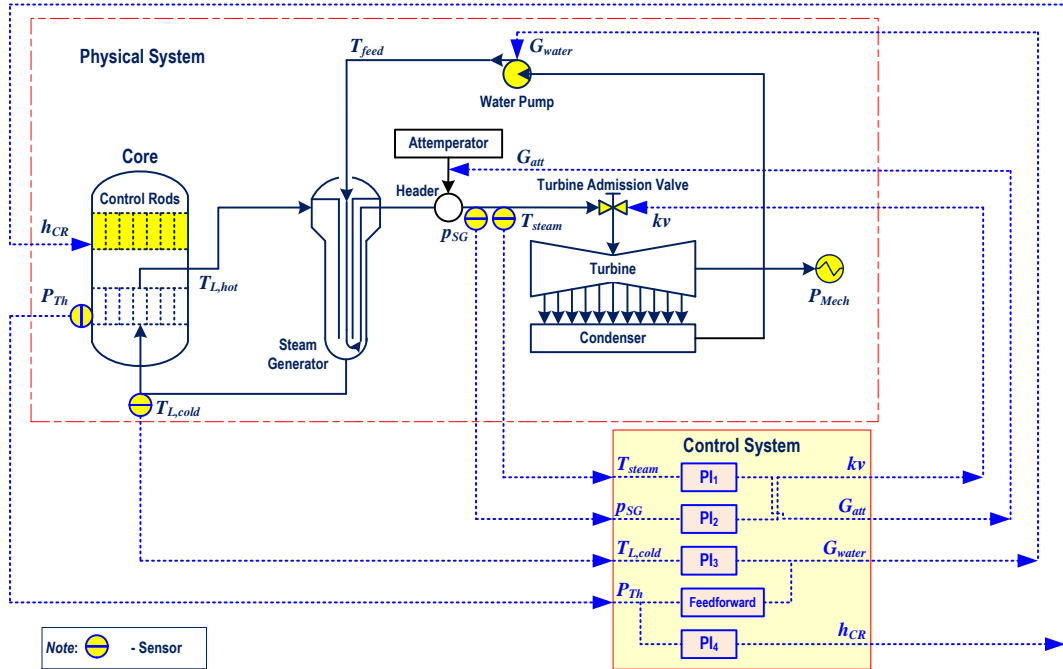 Physical System
T_feed
G_water
Water Pump
Attemperator
G_att
Core
Header
Turbine Admission Valve
Control Rods
h_CR
p_SG
T_steam
kv
T_L,hot
Turbine
P_Th
P_Mech
Steam
Generator
Condenser
T_L,cold
Control System
T_steam
PI1
kv
p_SG
PI2
G_att
T_L,cold
PI3
G_water
P_Th
Feedforward
PI4
h_CR
Note: - Sensor